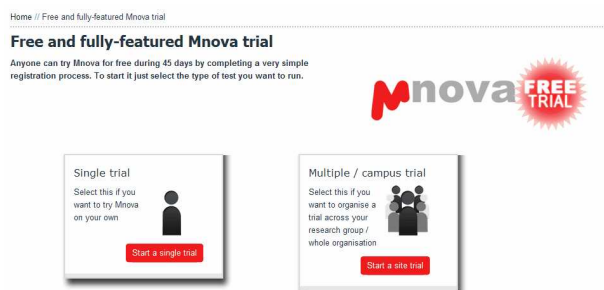 Home // Free and fully-featured Mnova trial
Free and fully-featured Mnova trial
Anyone can try Mnova for free during 45 days by completing a very simple
registration process. To start it just select the type of test you want to run.
Mnova FREE
TRIAL
Single trial
Select this if you
want to try Mnova
on your own
Start a single trial
Multiple / campus trial
Select this if you
want to organise a
trial across your
research group /
whole organisation
Start a site trial